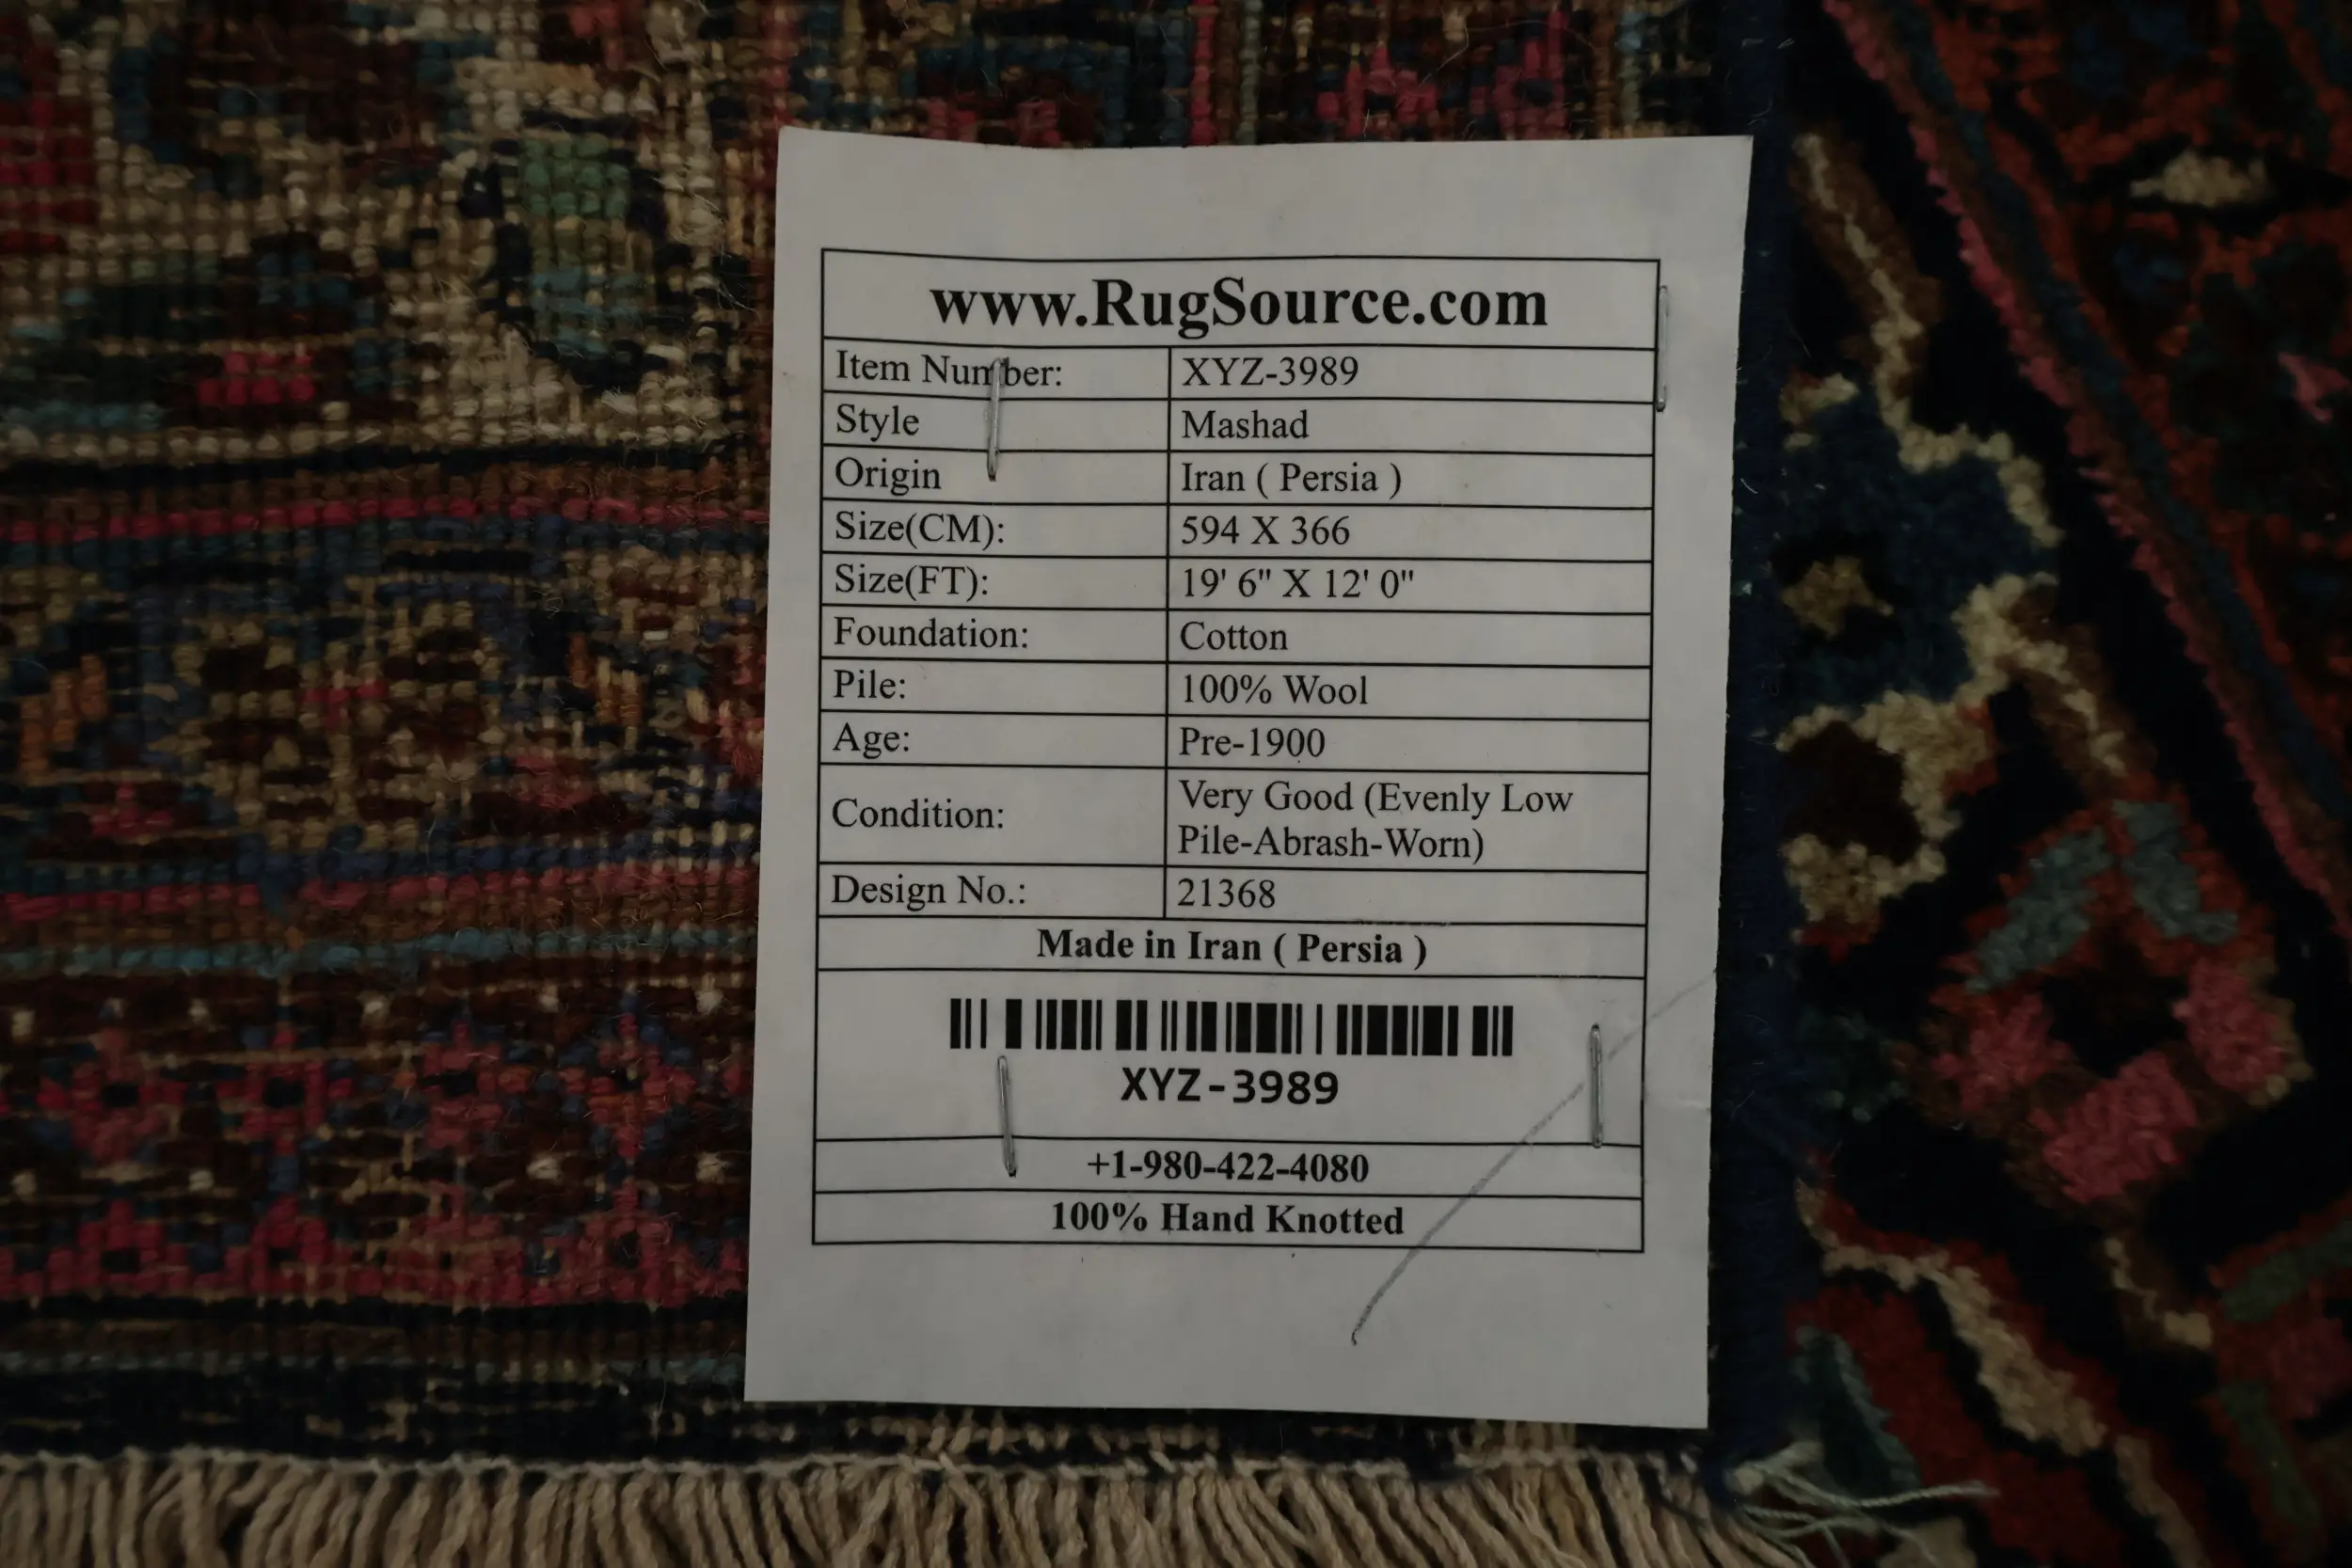 www.RugSource.com
Item Number: XYZ-3989
Style Mashad
Origin Iran ( Persia )
Size(CM): 594 X 366
Size(FT): 19' 6" X 12' 0"
Foundation: Cotton
Pile: 100% Wool
Age: Pre-1900
Condition: Very Good (Evenly Low
Pile-Abrash-Worn)
Design No.: 21368
Made in Iran ( Persia )
XYZ-3989
+1-980-422-4080
100% Hand Knotted